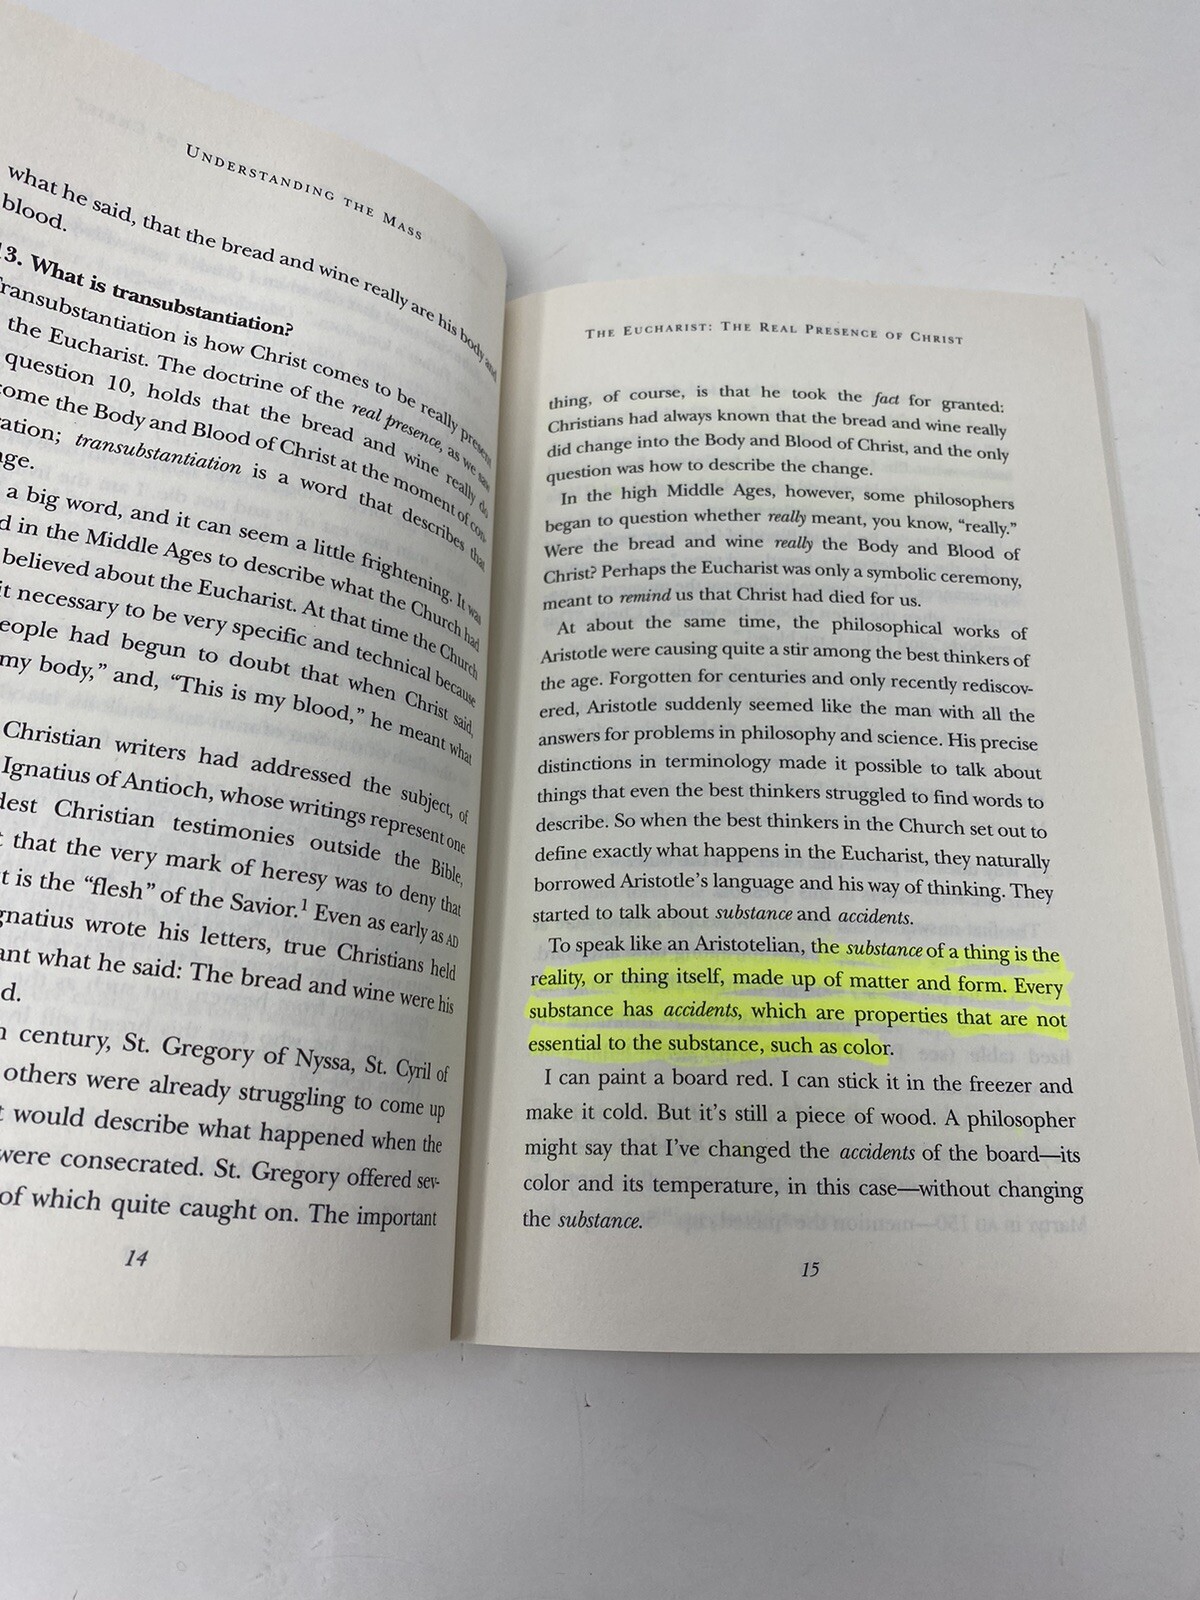 UNDERSTANDING THE MASS
what he said, that the bread and wine really are his body and
blood.
13. What is transubstantiation?
Transubstantiation is how Christ comes to be really present
the Eucharist. The doctrine of the real presence, as we saw
question 10, holds that the bread and wine really do
come the Body and Blood of Christ at the moment of con-
ration; transubstantiation is a word that describes that
nge.
a big word, and it can seem a little frightening. It was
d in the Middle Ages to describe what the Church had
believed about the Eucharist. At that time the Church
it necessary to be very specific and technical because
eople had begun to doubt that when Christ said,
my body," and, "This is my blood," he meant what
Christian writers had addressed the subject, of
Ignatius of Antioch, whose writings represent one
dest Christian testimonies outside the Bible,
t that the very mark of heresy was to deny that
t is the "flesh" of the Savior.1 Even as early as AD
gnatius wrote his letters, true Christians held
ant what he said: The bread and wine were his
d.
h century, St. Gregory of Nyssa, St. Cyril of
others were already struggling to come up
t would describe what happened when the
were consecrated. St. Gregory offered sev-
of which quite caught on. The important
14
THE EUCHARIST: THE REAL PRESENCE OF CHRIST
thing, of course, is that he took the fact for granted:
Christians had always known that the bread and wine really
did change into the Body and Blood of Christ, and the only
question was how to describe the change.
In the high Middle Ages, however, some philosophers
began to question whether really meant, you know, "really."
Were the bread and wine really the Body and Blood of
Christ? Perhaps the Eucharist was only a symbolic ceremony,
meant to remind us that Christ had died for us.
At about the same time, the philosophical works of
Aristotle were causing quite a stir among the best thinkers of
the age. Forgotten for centuries and only recently rediscov-
ered, Aristotle suddenly seemed like the man with all the
answers for problems in philosophy and science. His precise
distinctions in terminology made it possible to talk about
things that even the best thinkers struggled to find words to
describe. So when the best thinkers in the Church set out to
define exactly what happens in the Eucharist, they naturally
borrowed Aristotle's language and his way of thinking. They
started to talk about substance and accidents.
To speak like an Aristotelian, the substance of a thing is the
reality, or thing itself, made up of matter and form. Every
substance has accidents, which are properties that are not
essential to the substance, such as color.
I can paint a board red. I can stick it in the freezer and
make it cold. But it's still a piece of wood. A philosopher
might say that I've changed the accidents of the board—its
color and its temperature, in this case—without changing
the substance.
15